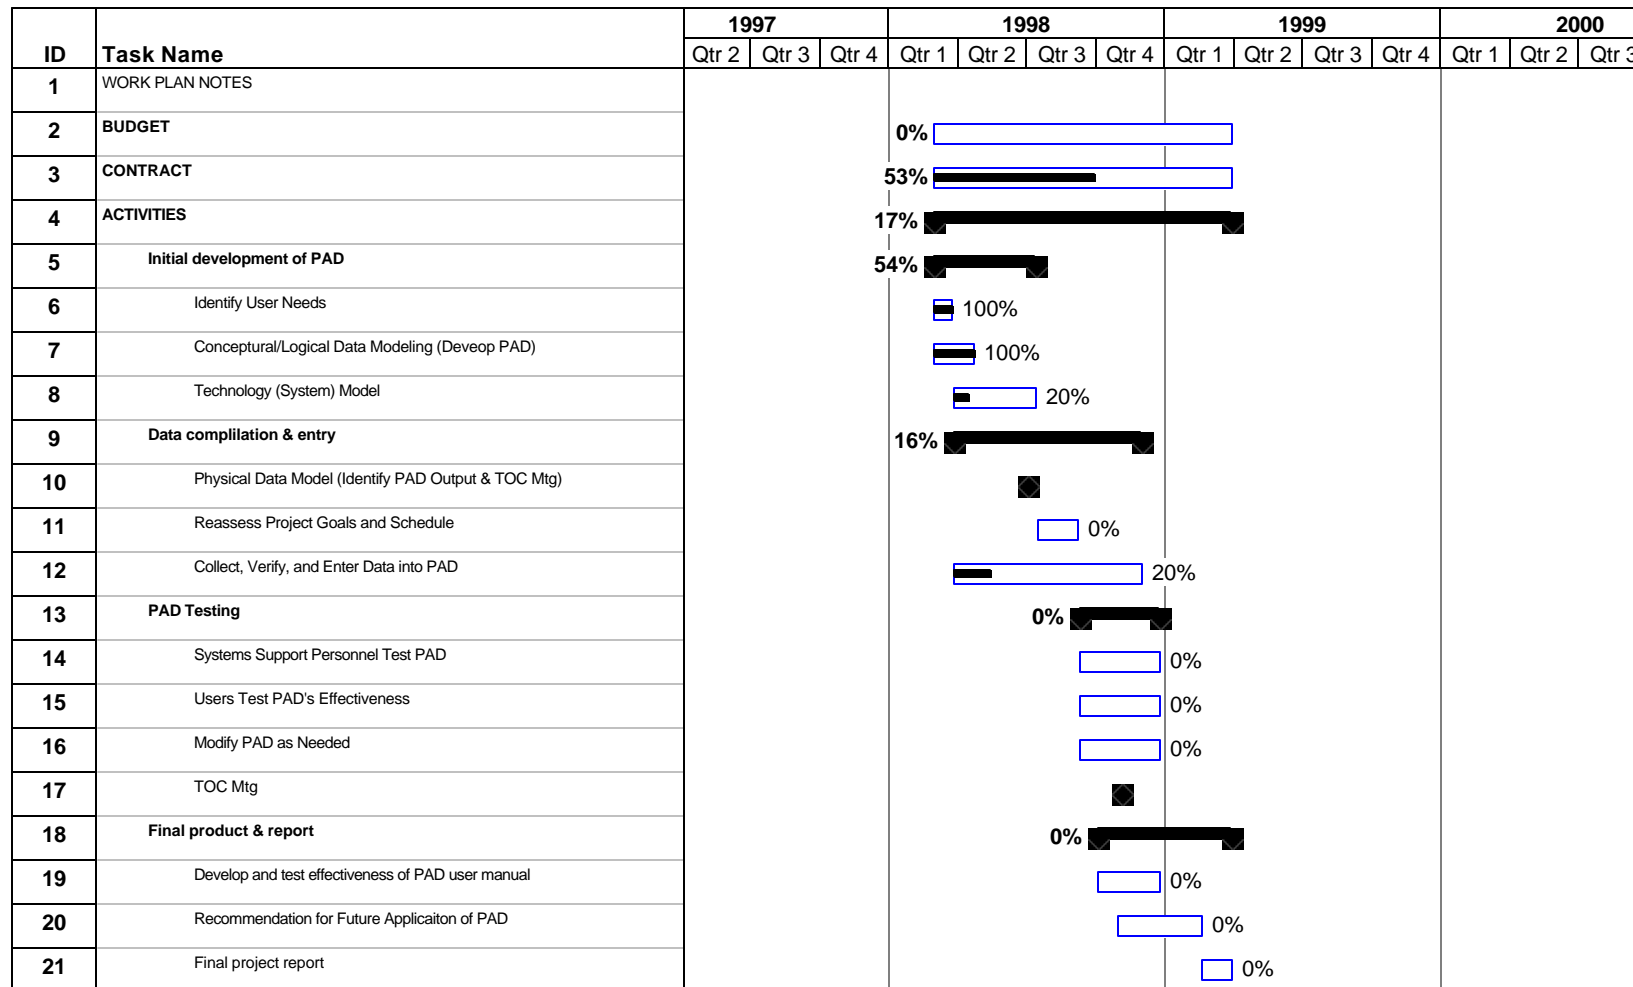 1997 1998 1999 2000
ID Task Name Qtr 2 Qtr 3 Qtr 4 Qtr 1 Qtr 2 Qtr 3 Qtr 4 Qtr 1 Qtr 2 Qtr 3 Qtr 4 Qtr 1 Qtr 2 Qtr 3
1 WORK PLAN NOTES
2 BUDGET 0%
3 CONTRACT 53%
4 ACTIVITIES 17%
5 Initial development of PAD 54%
6 Identify User Needs 100%
7 Conceptural/Logical Data Modeling (Deveop PAD) 100%
8 Technology (System) Model 20%
9 Data complilation & entry 16%
10 Physical Data Model (Identify PAD Output & TOC Mtg)
11 Reassess Project Goals and Schedule 0%
12 Collect, Verify, and Enter Data into PAD 20%
13 PAD Testing 0%
14 Systems Support Personnel Test PAD 0%
15 Users Test PAD's Effectiveness 0%
16 Modify PAD as Needed 0%
17 TOC Mtg
18 Final product & report 0%
19 Develop and test effectiveness of PAD user manual 0%
20 Recommendation for Future Applicaiton of PAD 0%
21 Final project report 0%